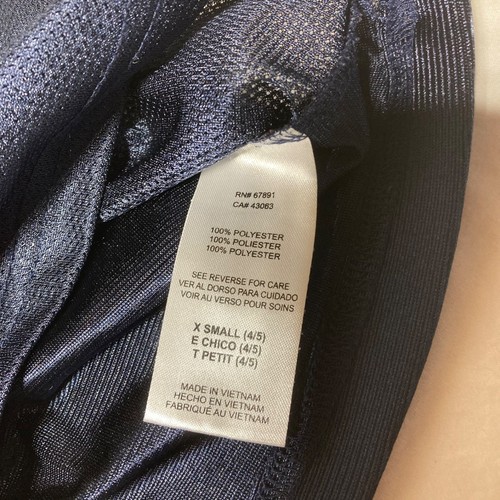 RN# 67891
CA# 43083
100% POLYESTER
100% POLIESTER
100% POLYESTER
SEE REVERSE FOR CARE
VER AL DORSO PARA CUIDADO
VOIR AU VERSO POUR SOINS
X SMALL (4/5)
E CHICO (4/5)
T PETIT (4/5)
MADE IN VIETNAM
HECHO EN VIETNAM
FABRIQUÉ AU VIETNAM